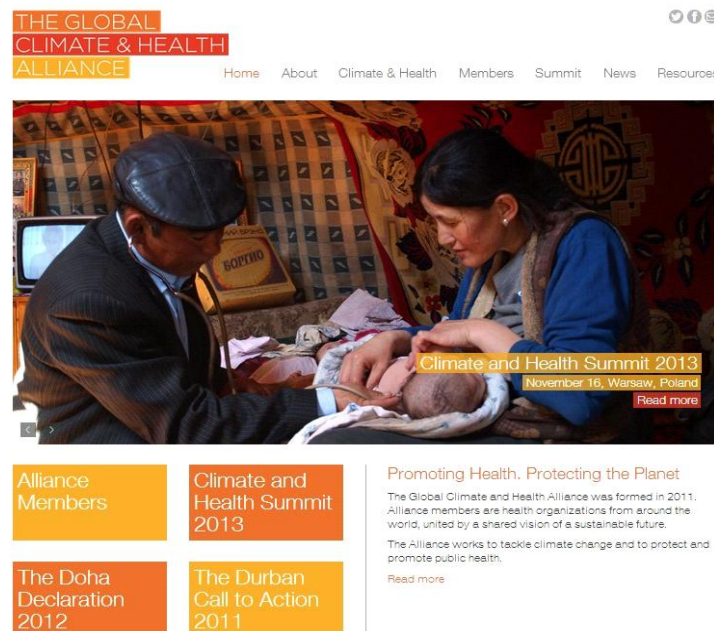 THE GLOBAL
CLIMATE & HEALTH
ALLIANCE
Home About Climate & Health Members Summit News Resources
БОРГИО
Climate and Health Summit 2013
November 16, Warsaw, Poland
Read more
Alliance
Members
Climate and
Health Summit
2013
The Doha
Declaration
2012
The Durban
Call to Action
2011
Promoting Health. Protecting the Planet
The Global Climate and Health Alliance was formed in 2011.
Alliance members are health organizations from around the
world, united by a shared vision of a sustainable future.
The Alliance works to tackle climate change and to protect and
promote public health.
Read more